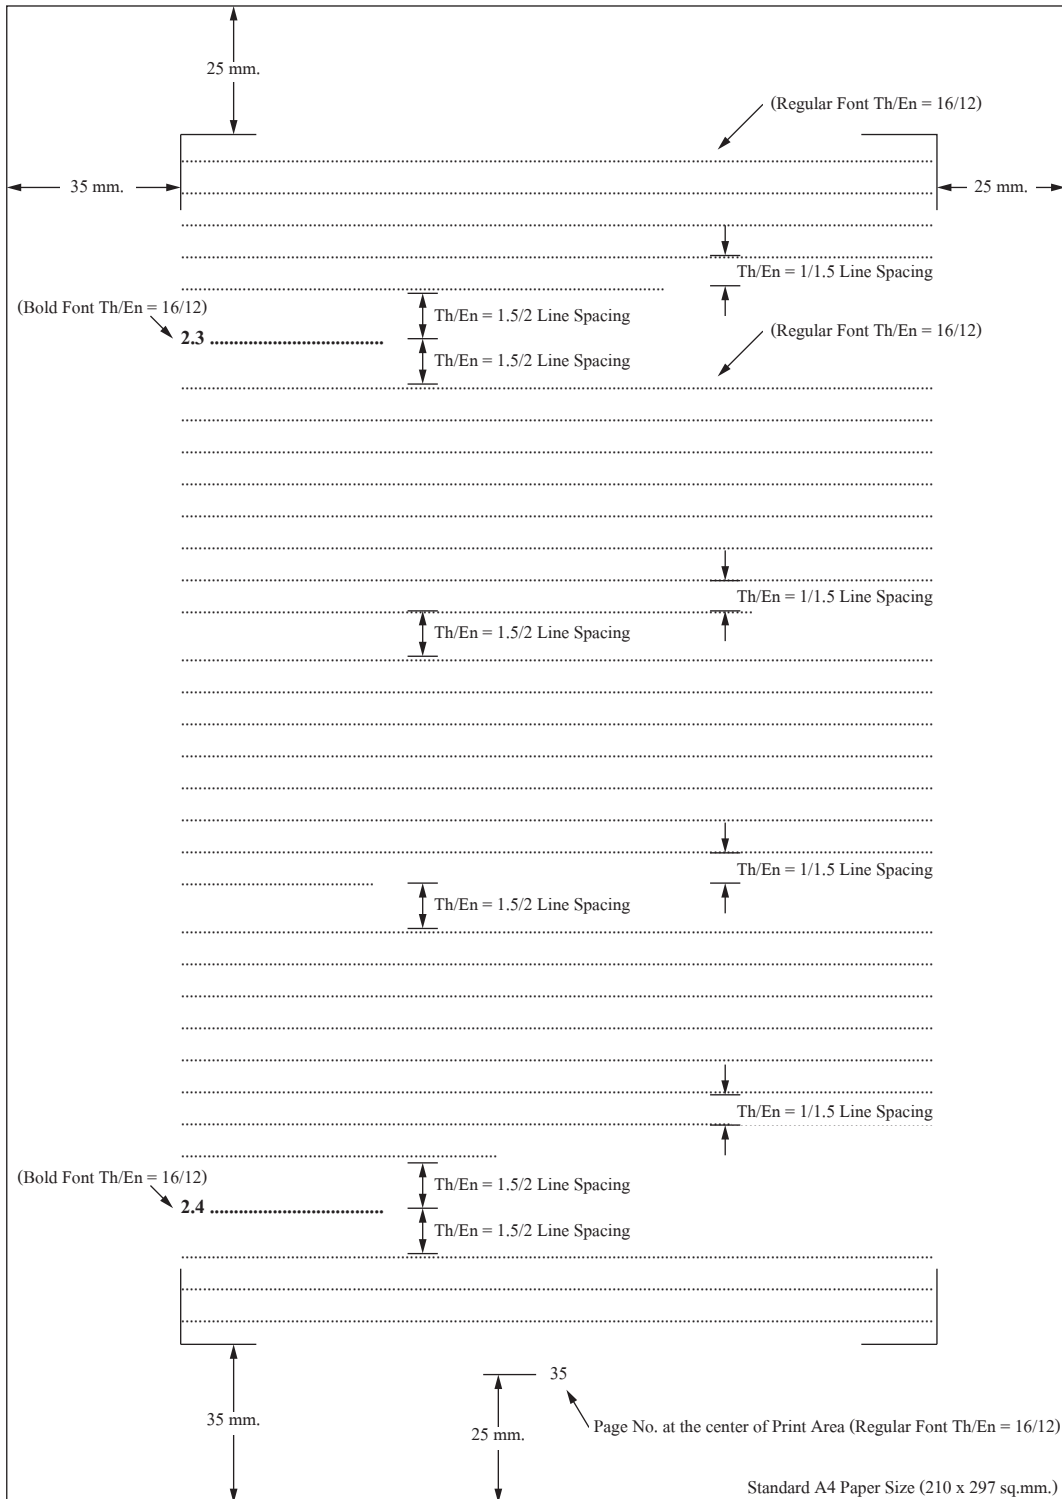 25 mm.
(Regular Font Th/En = 16/12)
35 mm.
25 mm.
Th/En = 1/1.5 Line Spacing
(Bold Font Th/En = 16/12)
Th/En = 1.5/2 Line Spacing
2.3 ....................................
(Regular Font Th/En = 16/12)
Th/En = 1.5/2 Line Spacing
Th/En = 1/1.5 Line Spacing
Th/En = 1.5/2 Line Spacing
Th/En = 1/1.5 Line Spacing
Th/En = 1.5/2 Line Spacing
Th/En = 1/1.5 Line Spacing
(Bold Font Th/En = 16/12)
Th/En = 1.5/2 Line Spacing
2.4 ....................................
Th/En = 1.5/2 Line Spacing
35
35 mm.
25 mm.
Page No. at the center of Print Area (Regular Font Th/En = 16/12)
Standard A4 Paper Size (210 x 297 sq.mm.)